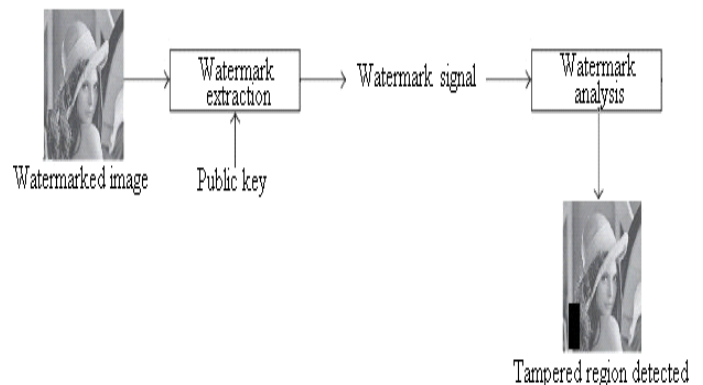 Watermark
extraction
Watermark signal
Watermark
analysis
Watermarked image
Public key
Tampered region detected